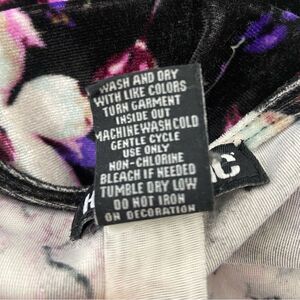 WASH AND DRY
WITH LIKE COLORS
TURN GARMENT
INSIDE OUT
MACHINE WASH COLD
GENTLE CYCLE
USE ONLY
NON-CHLORINE
BLEACH IF NEEDED
TUMBLE DRY LOW
DO NOT IRON
ON DECORATION